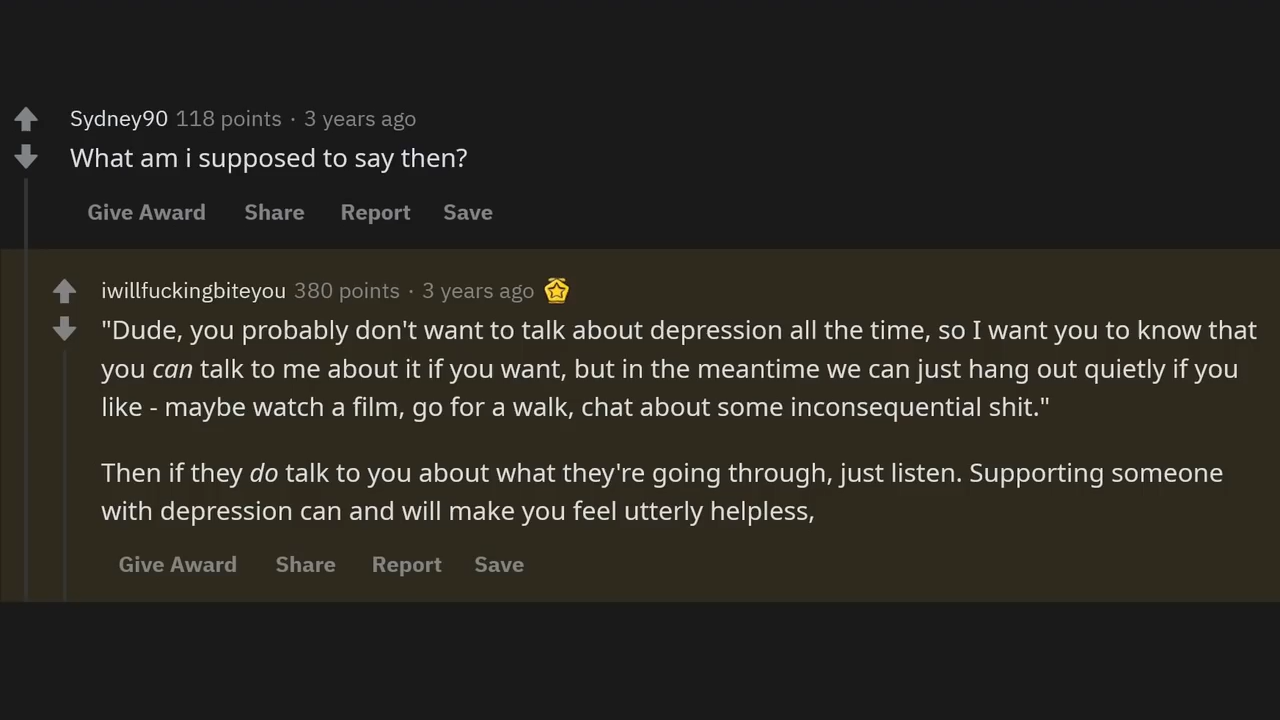 Sydney90 118 points · 3 years ago
What am i supposed to say then?
Give Award Share Report Save
iwillfuckingbiteyou 380 points · 3 years ago
"Dude, you probably don't want to talk about depression all the time, so I want you to know that
you can talk to me about it if you want, but in the meantime we can just hang out quietly if you
like - maybe watch a film, go for a walk, chat about some inconsequential shit."
Then if they do talk to you about what they're going through, just listen. Supporting someone
with depression can and will make you feel utterly helpless,
Give Award Share Report Save